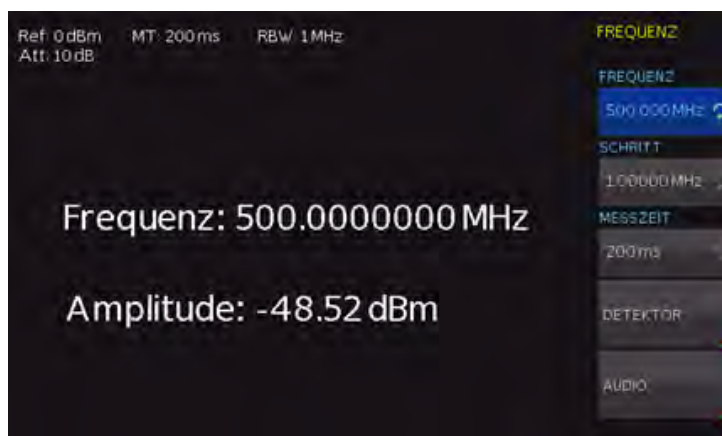 Ref: 0 dBm MT: 200 ms RBW: 1 MHz
Att: 10 dB
Frequenz: 500.0000000 MHz
Amplitude: -48.52 dBm
FREQUENZ
FREQUENZ
500.000 MHz
SCHRITT
1.00000 MHz
MESSZEIT
200 ms
DETEKTOR
AUDIO